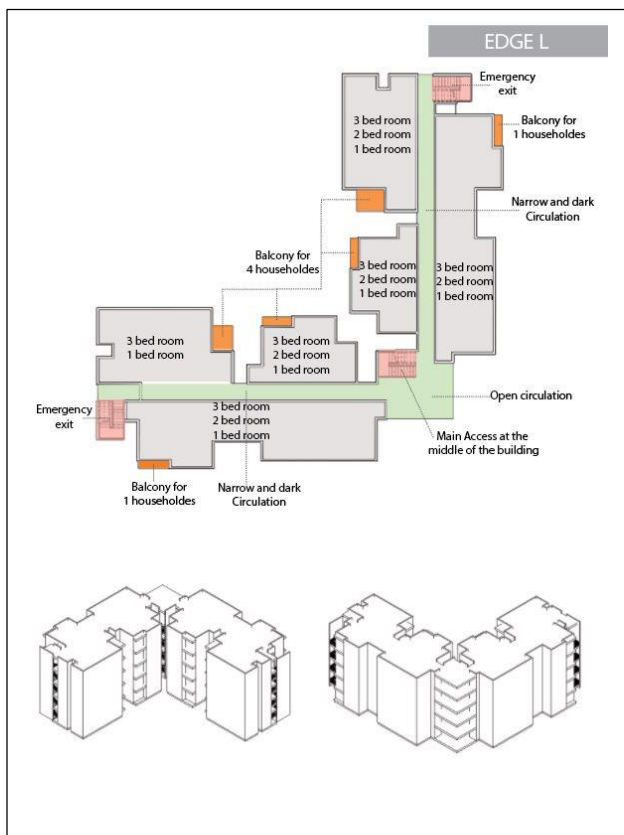 EDGE L
Emergency
exit
3 bed room
2 bed room
1 bed room
Balcony for
1 householdes
Narrow and dark
Circulation
Balcony for
4 householdes
3 bed room
2 bed room
1 bed room
3 bed room
2 bed room
1 bed room
3 bed room
1 bed room
3 bed room
2 bed room
1 bed room
Open circulation
Emergency
exit
3 bed room
2 bed room
1 bed room
Main Access at the
middle of the building
Balcony for
1 householdes
Narrow and dark
Circulation